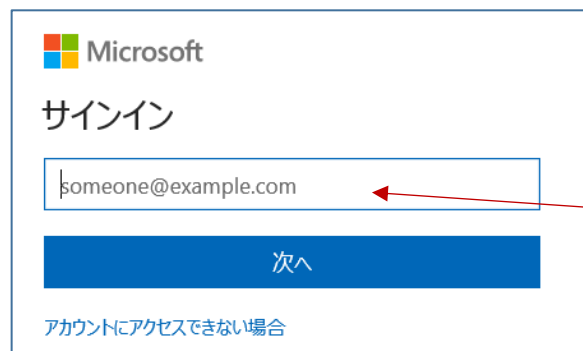 Microsoft
サインイン
someone@example.com
次へ
アカウントにアクセスできない場合